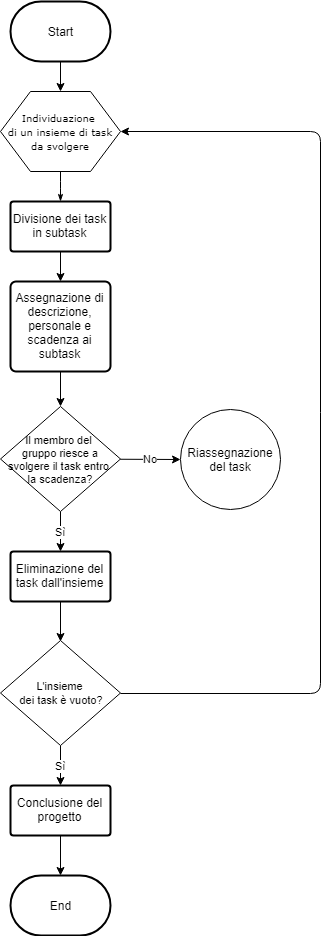 Start
Individuazione
di un insieme di task
da svolgere
Divisione dei task
in subtask
Assegnazione di
descrizione,
personale e
scadenza ai
subtask
Il membro del
gruppo riesce a
svolgere il task entro
la scadenza?
No
Riassegnazione
del task
Sì
Eliminazione del
task dall'insieme
L'insieme
dei task è vuoto?
Sì
Conclusione del
progetto
End